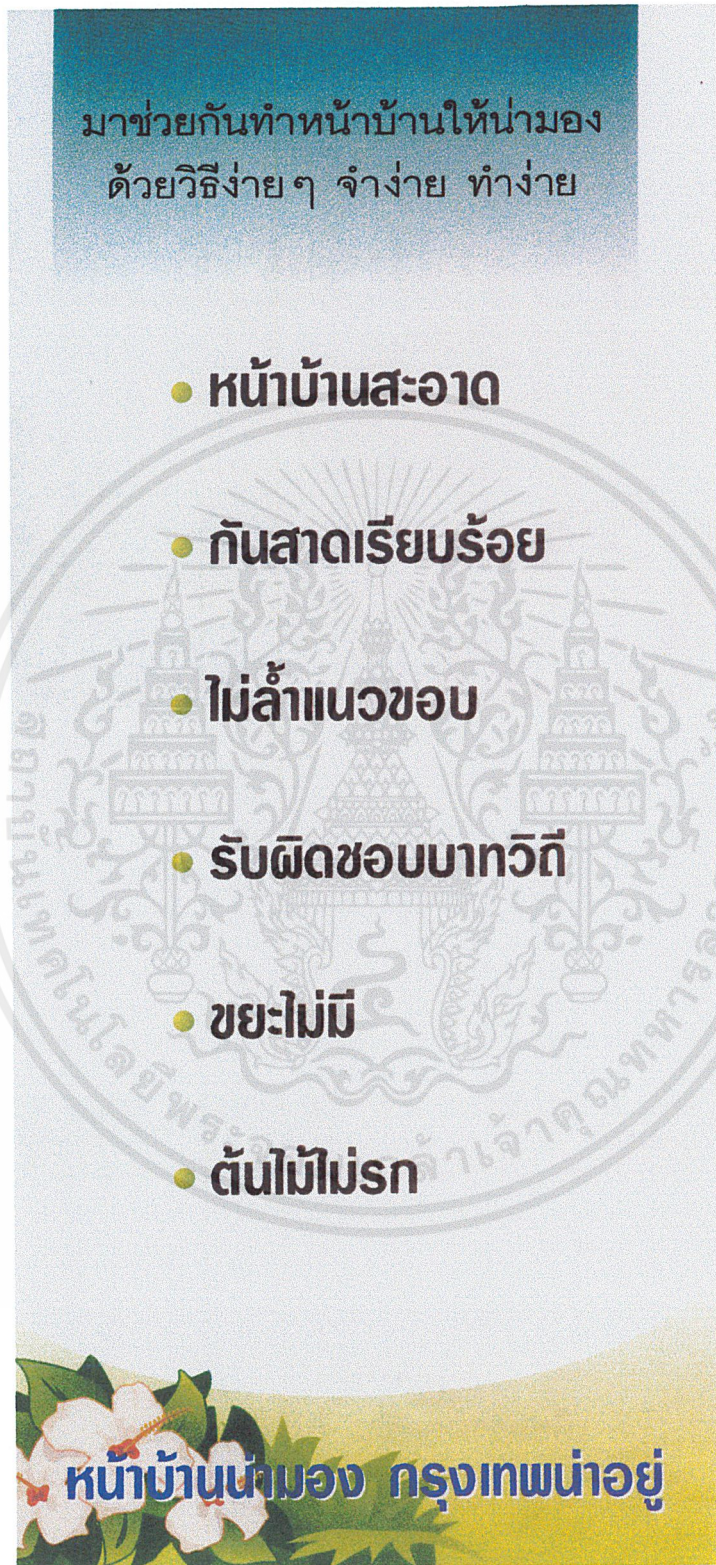 มาช่วยกันทำหน้าบ้านให้น่ามอง
ด้วยวิธีง่าย ๆ จำง่าย ทำง่าย
หน้าบ้านสะอาด
กันสาดเรียบร้อย
ไม่ล้ำแนวขอบ
รับผิดชอบบาทวิถี
ขยะไม่มี
ต้นไม้ไม่รก
หน้าบ้านน่ามอง กรุงเทพน่าอยู่